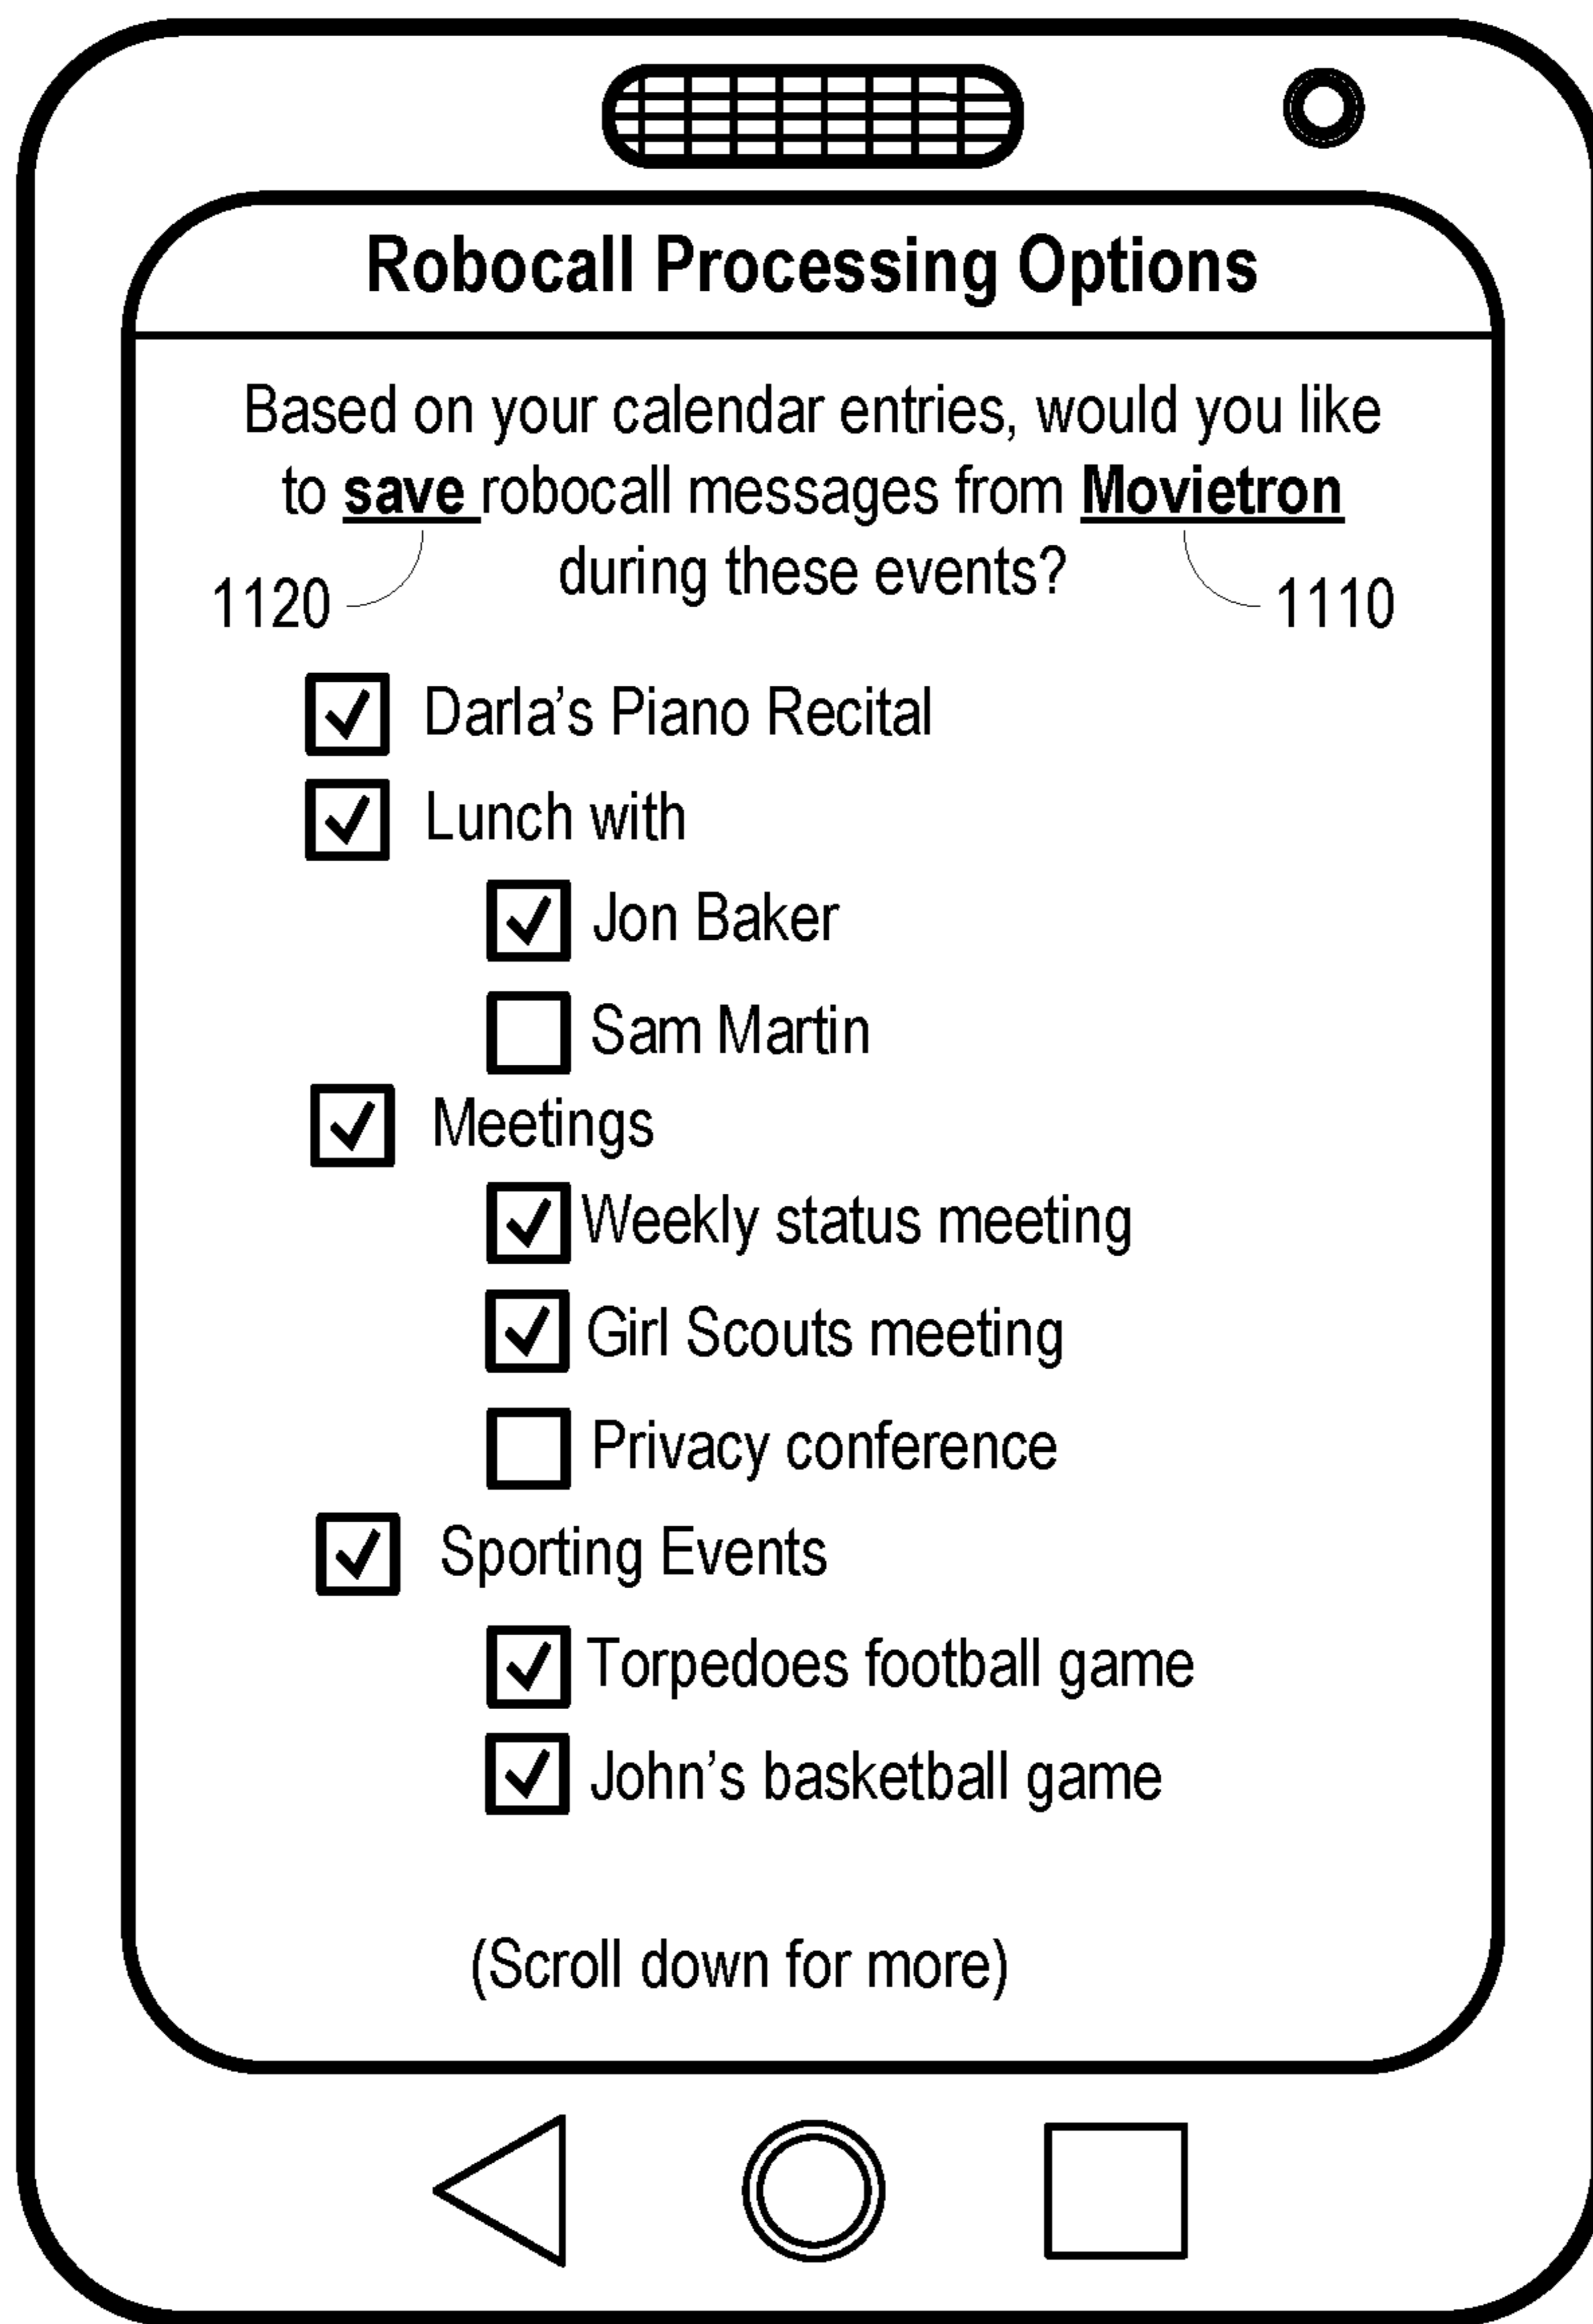 Robocall Processing Options
Based on your calendar entries, would you like
to save robocall messages from Movietron
during these events?
1120
1110
Darla's Piano Recital
Lunch with
Jon Baker
Sam Martin
Meetings
Weekly status meeting
Girl Scouts meeting
Privacy conference
Sporting Events
Torpedoes football game
John's basketball game
(Scroll down for more)